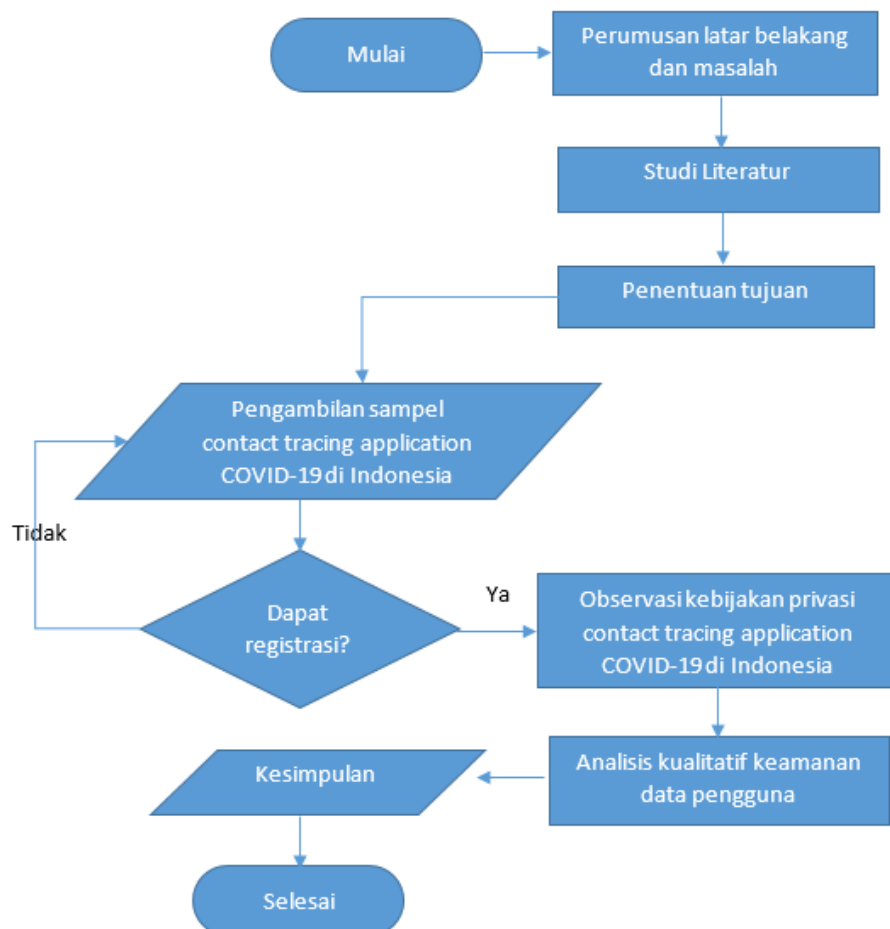 Mulai
Perumusan latar belakang
dan masalah
Studi Literatur
Penentuan tujuan
Pengambilan sampel
contact tracing application
COVID-19 di Indonesia
Tidak
Dapat
registrasi?
Ya
Observasi kebijakan privasi
contact tracing application
COVID-19 di Indonesia
Analisis kualitatif keamanan
data pengguna
Kesimpulan
Selesai